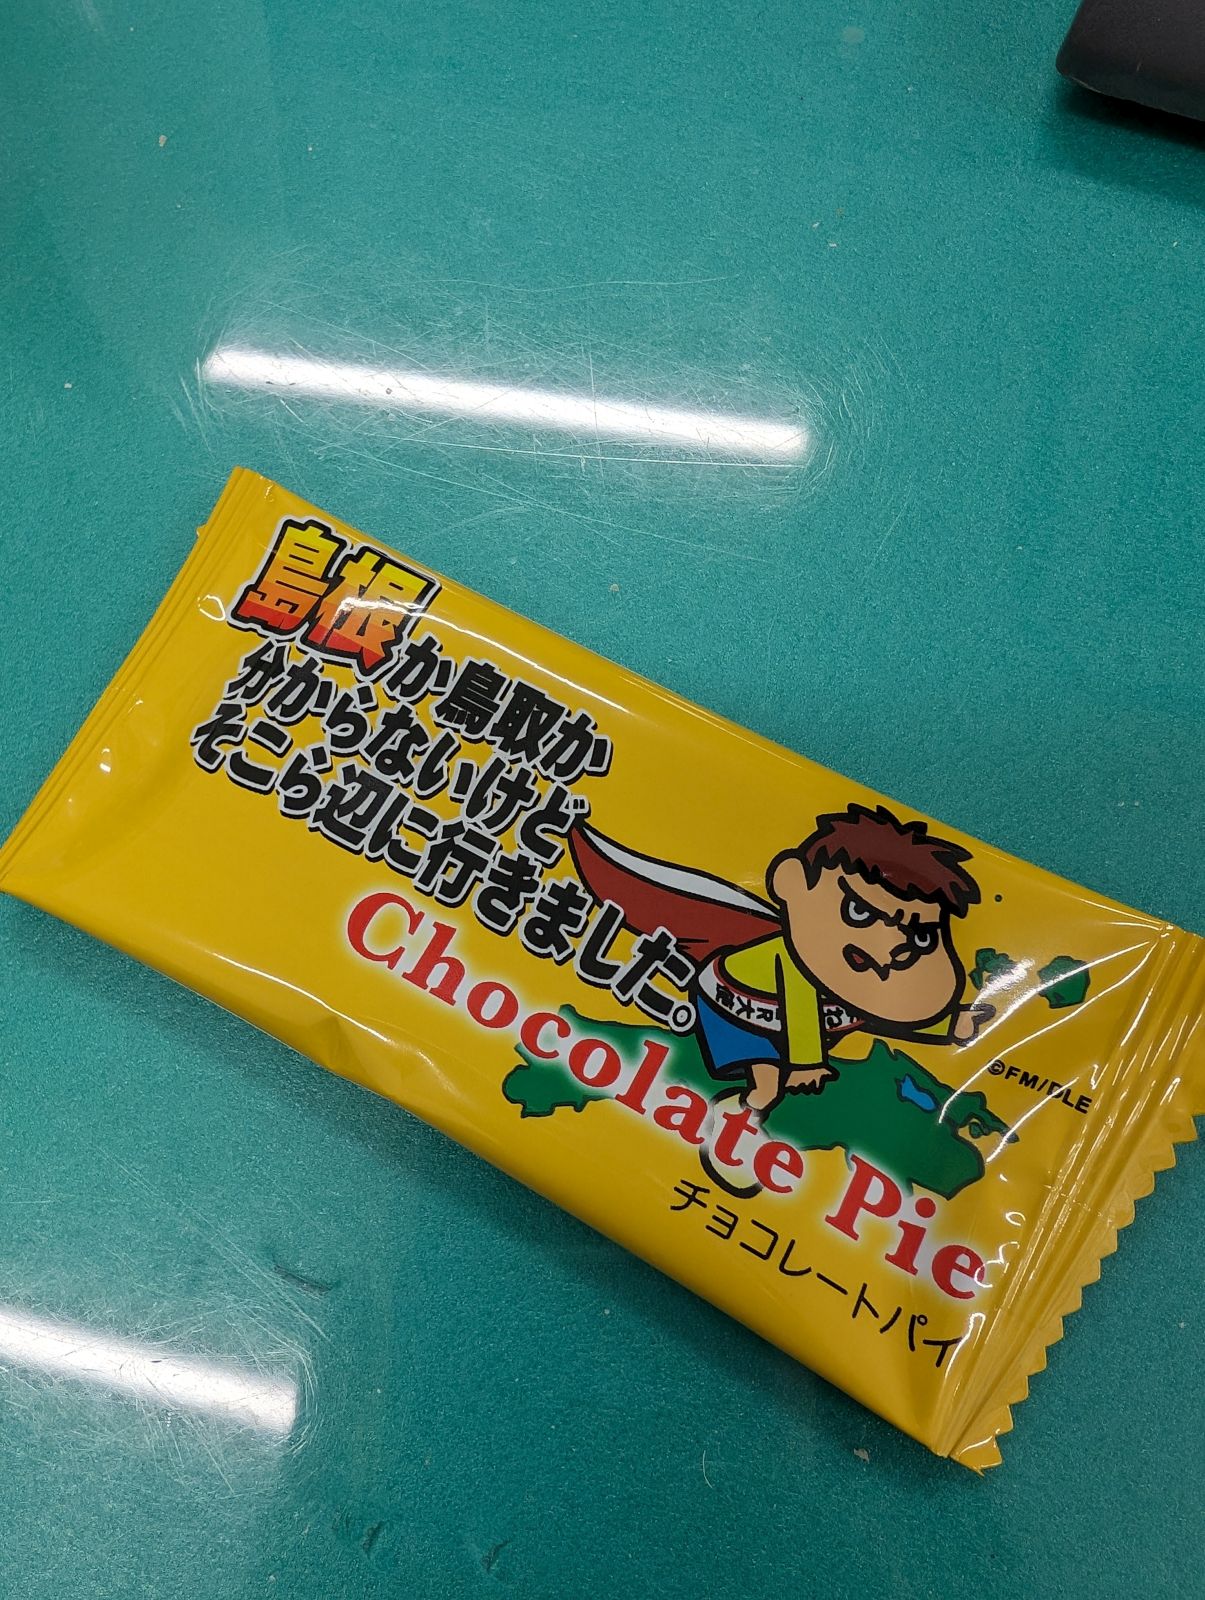 島根か鳥取か
分からないけど
そこら辺に行きました。
Chocolate Pie
チョコレートパイ
©FM/DLE